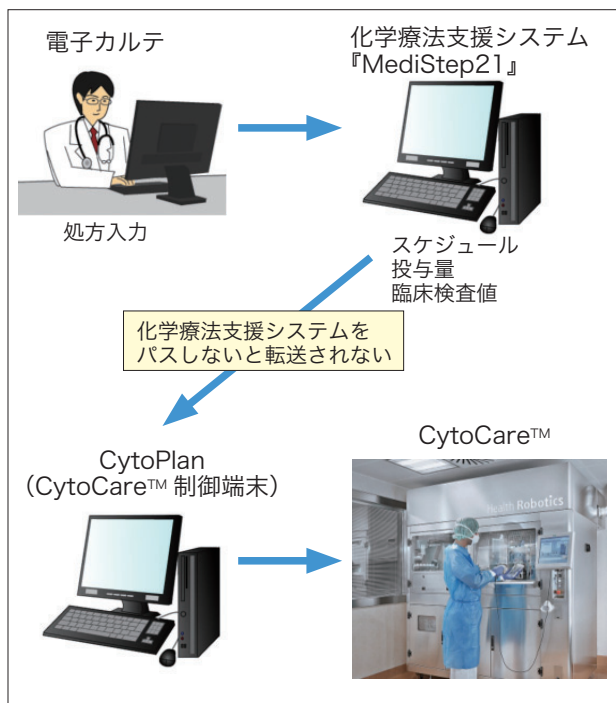 電子カルテ
処方入力
化学療法支援システム
『MediStep21』
スケジュール
投与量
臨床検査値
化学療法支援システムを
パスしないと転送されない
CytoPlan
（CytoCare™ 制御端末）
CytoCare™
Health Robotics